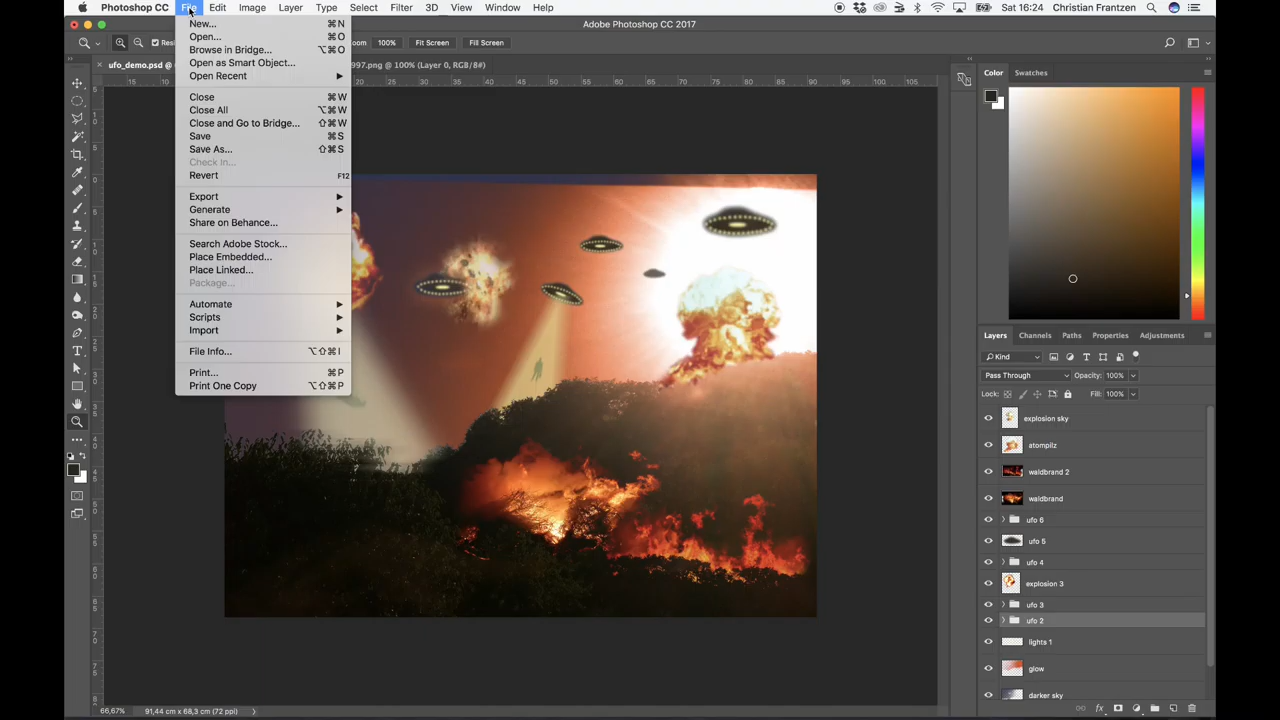 Photoshop CC File Edit Image Layer Type Select Filter 3D View Window Help Sat 16:24 Christian Frantzen
Adobe Photoshop CC 2017
100% Fit Screen Fill Screen
ufo_demo.psd @ 997.png @ 100% (Layer 0, RGB/8#)
New... ⌘N
Open... ⌘O
Browse in Bridge... ⌥⌘O
Open as Smart Object...
Open Recent
Close ⌘W
Close All ⌥⌘W
Close and Go to Bridge... ⇧⌘W
Save ⌘S
Save As... ⇧⌘S
Check In...
Revert F12
Export
Generate
Share on Behance...
Search Adobe Stock...
Place Embedded...
Place Linked...
Package...
Automate
Scripts
Import
File Info... ⌥⇧⌘I
Print... ⌘P
Print One Copy ⌥⇧⌘P
Color Swatches
Layers Channels Paths Properties Adjustments
Kind
Pass Through Opacity: 100%
Lock: Fill: 100%
explosion sky
atompilz
waldbrand 2
waldbrand
ufo 6
ufo 5
ufo 4
explosion 3
ufo 3
ufo 2
lights 1
glow
darker sky
66,67% 91,44 cm x 68,3 cm (72 ppi)